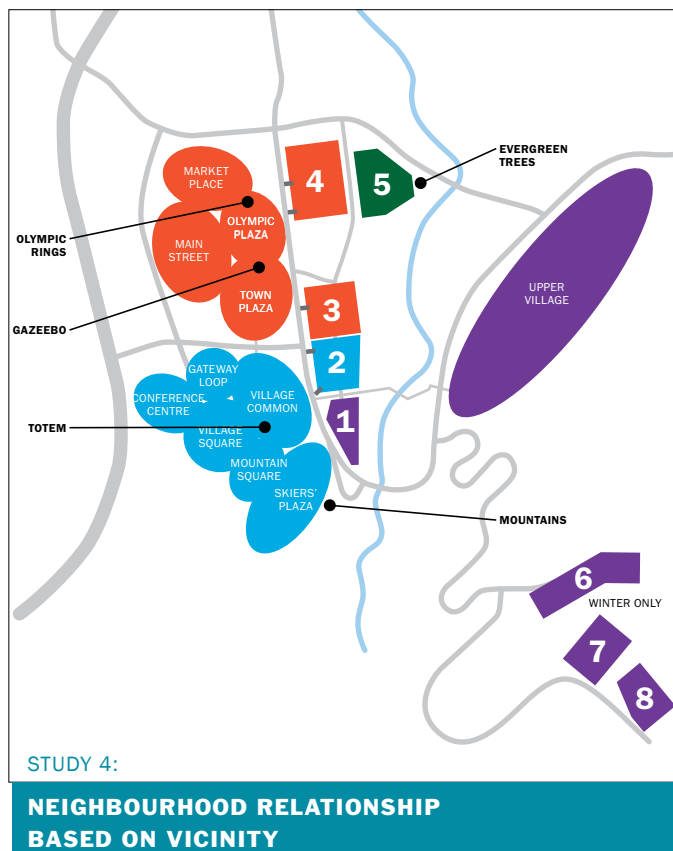 MARKET
PLACE
4
5
EVERGREEN
TREES
OLYMPIC
RINGS
OLYMPIC
PLAZA
MAIN
STREET
UPPER
VILLAGE
TOWN
PLAZA
3
GAZEEBO
2
GATEWAY
LOOP
CONFERENCE
CENTRE
VILLAGE
COMMON
1
TOTEM
VILLAGE
SQUARE
MOUNTAIN
SQUARE
SKIERS'
PLAZA
MOUNTAINS
6
WINTER ONLY
7
8
STUDY 4:
NEIGHBOURHOOD RELATIONSHIP
BASED ON VICINITY